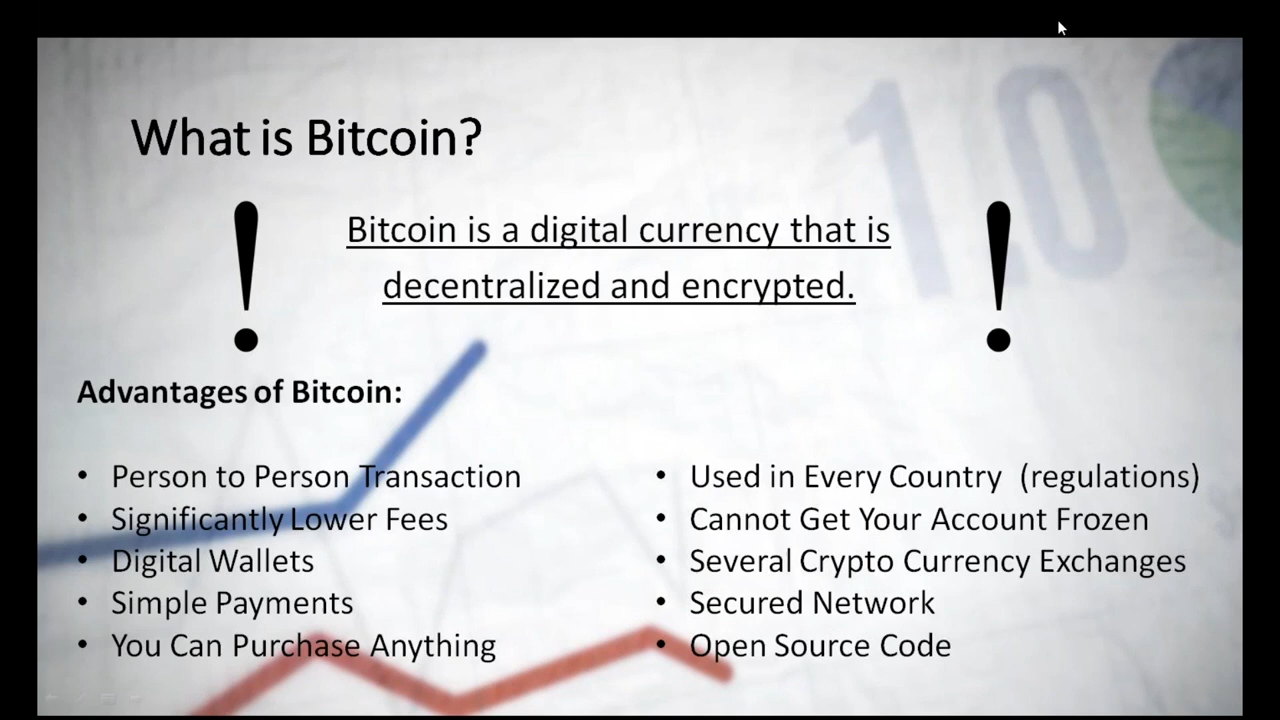 What is Bitcoin?
! Bitcoin is a digital currency that is !
decentralized and encrypted.
1.0
Advantages of Bitcoin:
• Person to Person Transaction
• Significantly Lower Fees
• Digital Wallets
• Simple Payments
• You Can Purchase Anything
• Used in Every Country (regulations)
• Cannot Get Your Account Frozen
• Several Crypto Currency Exchanges
• Secured Network
• Open Source Code